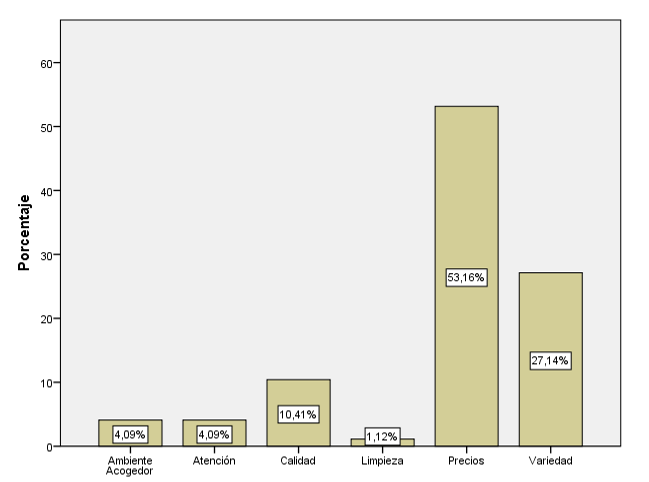 Porcentaje
60
50
40
30
20
10
0
4,09%
4,09%
10,41%
1,12%
53,16%
27,14%
Ambiente
Acogedor
Atención
Calidad
Limpieza
Precios
Variedad